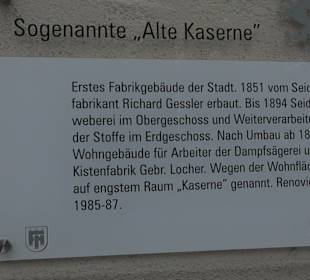 Sogenannte „Alte Kaserne”
Erstes Fabrikgebäude der Stadt. 1851 vom Seid
fabrikant Richard Gessler erbaut. Bis 1894 Seid
weberei im Obergeschoss und Weiterverarbeit
der Stoffe im Erdgeschoss. Nach Umbau ab 18
Wohngebäude für Arbeiter der Dampfsägerei u
Kistenfabrik Gebr. Locher. Wegen der Wohnfläc
auf engstem Raum „Kaserne” genannt. Renovie
1985-87.